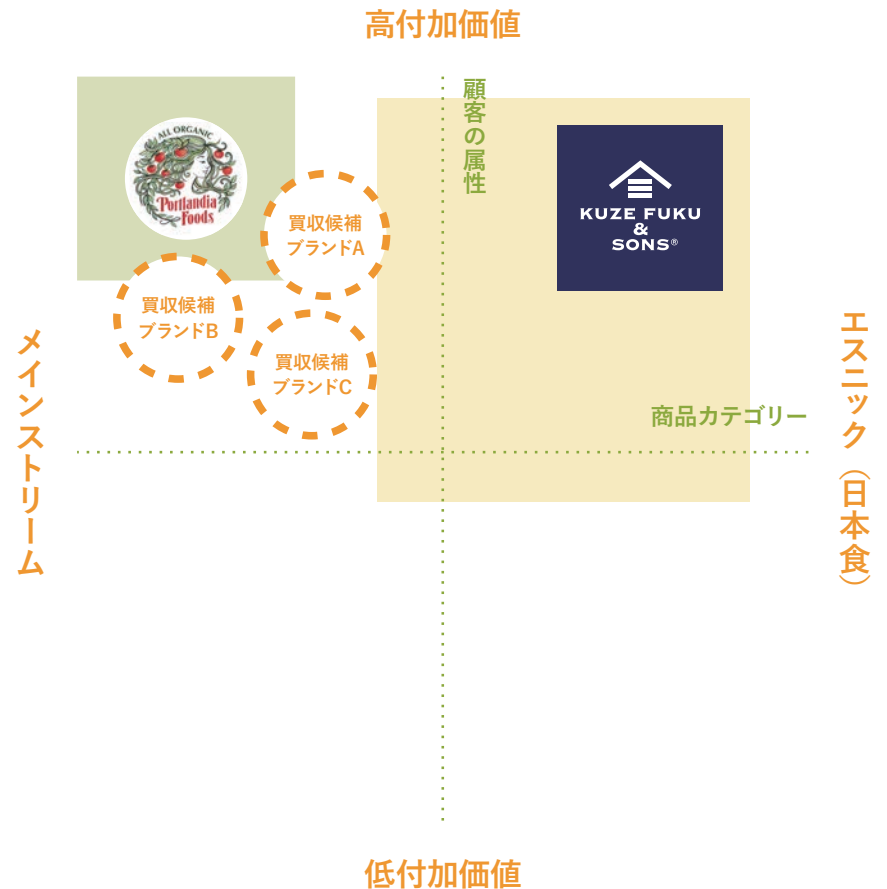 高付加価値
顧客の属性
ALL ORGANIC
Portlandia
Foods
KUZE FUKU
&
SONS®
買収候補
ブランドA
買収候補
ブランドB
買収候補
ブランドC
メインストリーム
エスニック（日本食）
商品カテゴリー
低付加価値